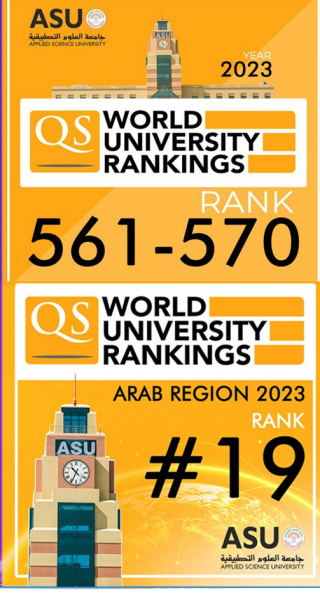 ASU
جامعة العلوم التطبيقية
APPLIED SCIENCE UNIVERSITY
ASU
YEAR
2023
QS WORLD
UNIVERSITY
RANKINGS
RANK
561-570
QS WORLD
UNIVERSITY
RANKINGS
ARAB REGION 2023
RANK
#19
ASU
ASU
جامعة العلوم التطبيقية
APPLIED SCIENCE UNIVERSITY